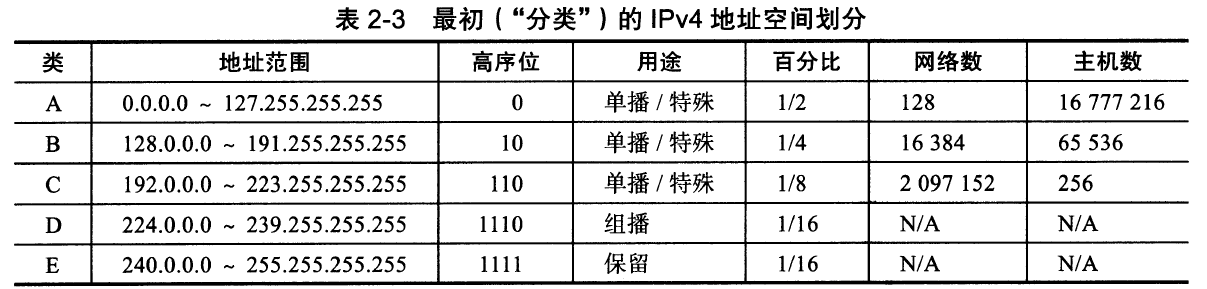 表 2-3 最初（“分类”）的 IPv4 地址空间划分
类 地址范围 高序位 用途 百分比 网络数 主机数
A 0.0.0.0 ~ 127.255.255.255 0 单播 / 特殊 1/2 128 16 777 216
B 128.0.0.0 ~ 191.255.255.255 10 单播 / 特殊 1/4 16 384 65 536
C 192.0.0.0 ~ 223.255.255.255 110 单播 / 特殊 1/8 2 097 152 256
D 224.0.0.0 ~ 239.255.255.255 1110 组播 1/16 N/A N/A
E 240.0.0.0 ~ 255.255.255.255 1111 保留 1/16 N/A N/A